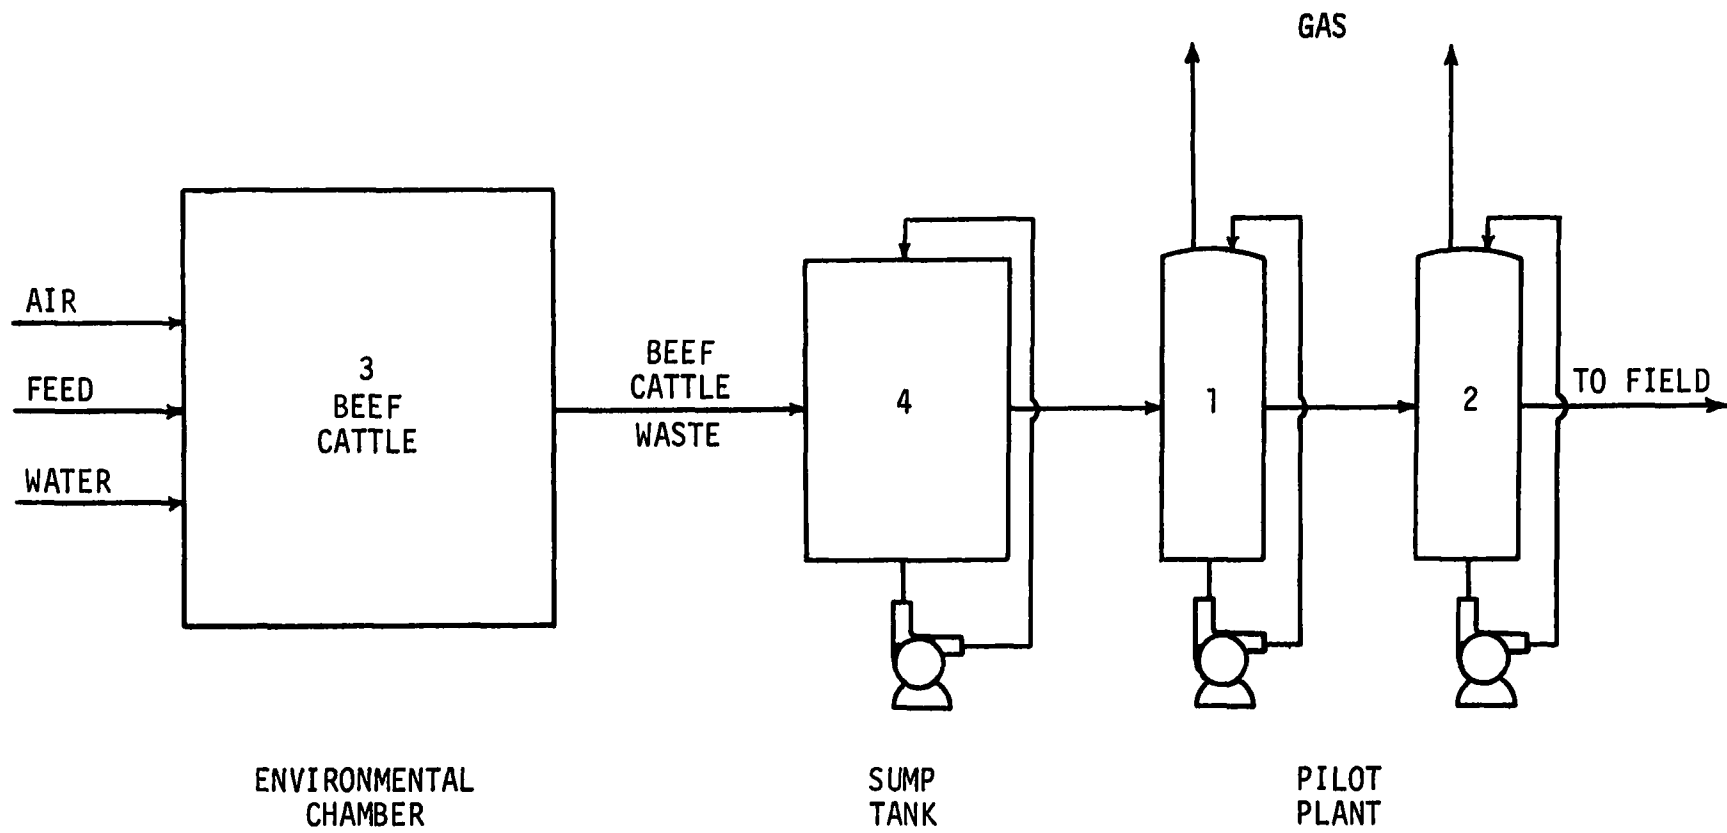 GAS
AIR
FEED
WATER
3
BEEF
CATTLE
BEEF
CATTLE
WASTE
4
1
2
TO FIELD
ENVIRONMENTAL
CHAMBER
SUMP
TANK
PILOT
PLANT